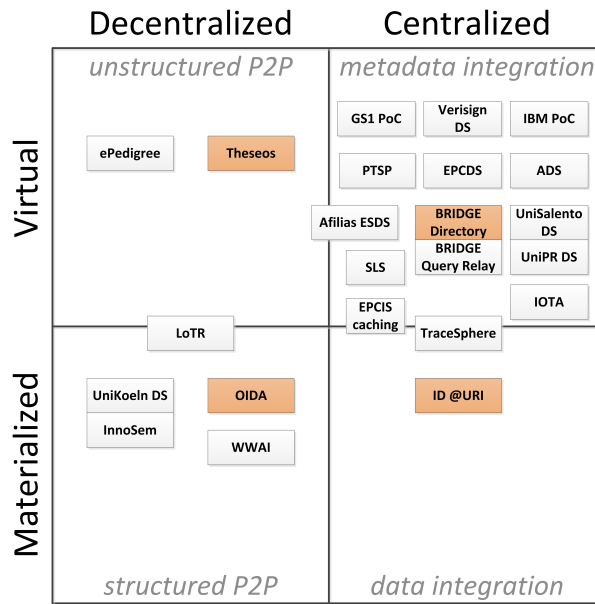 Decentralized
Centralized
unstructured P2P
metadata integration
Virtual
ePedigree
Theseos
GS1 PoC
Verisign
DS
IBM PoC
PTSP
EPCDS
ADS
Afilias ESDS
BRIDGE
Directory
UniSalento
DS
SLS
BRIDGE
Query Relay
UniPR DS
EPCIS
caching
IOTA
LoTR
TraceSphere
Materialized
UniKoeln DS
OIDA
ID @URI
InnoSem
WWAI
structured P2P
data integration